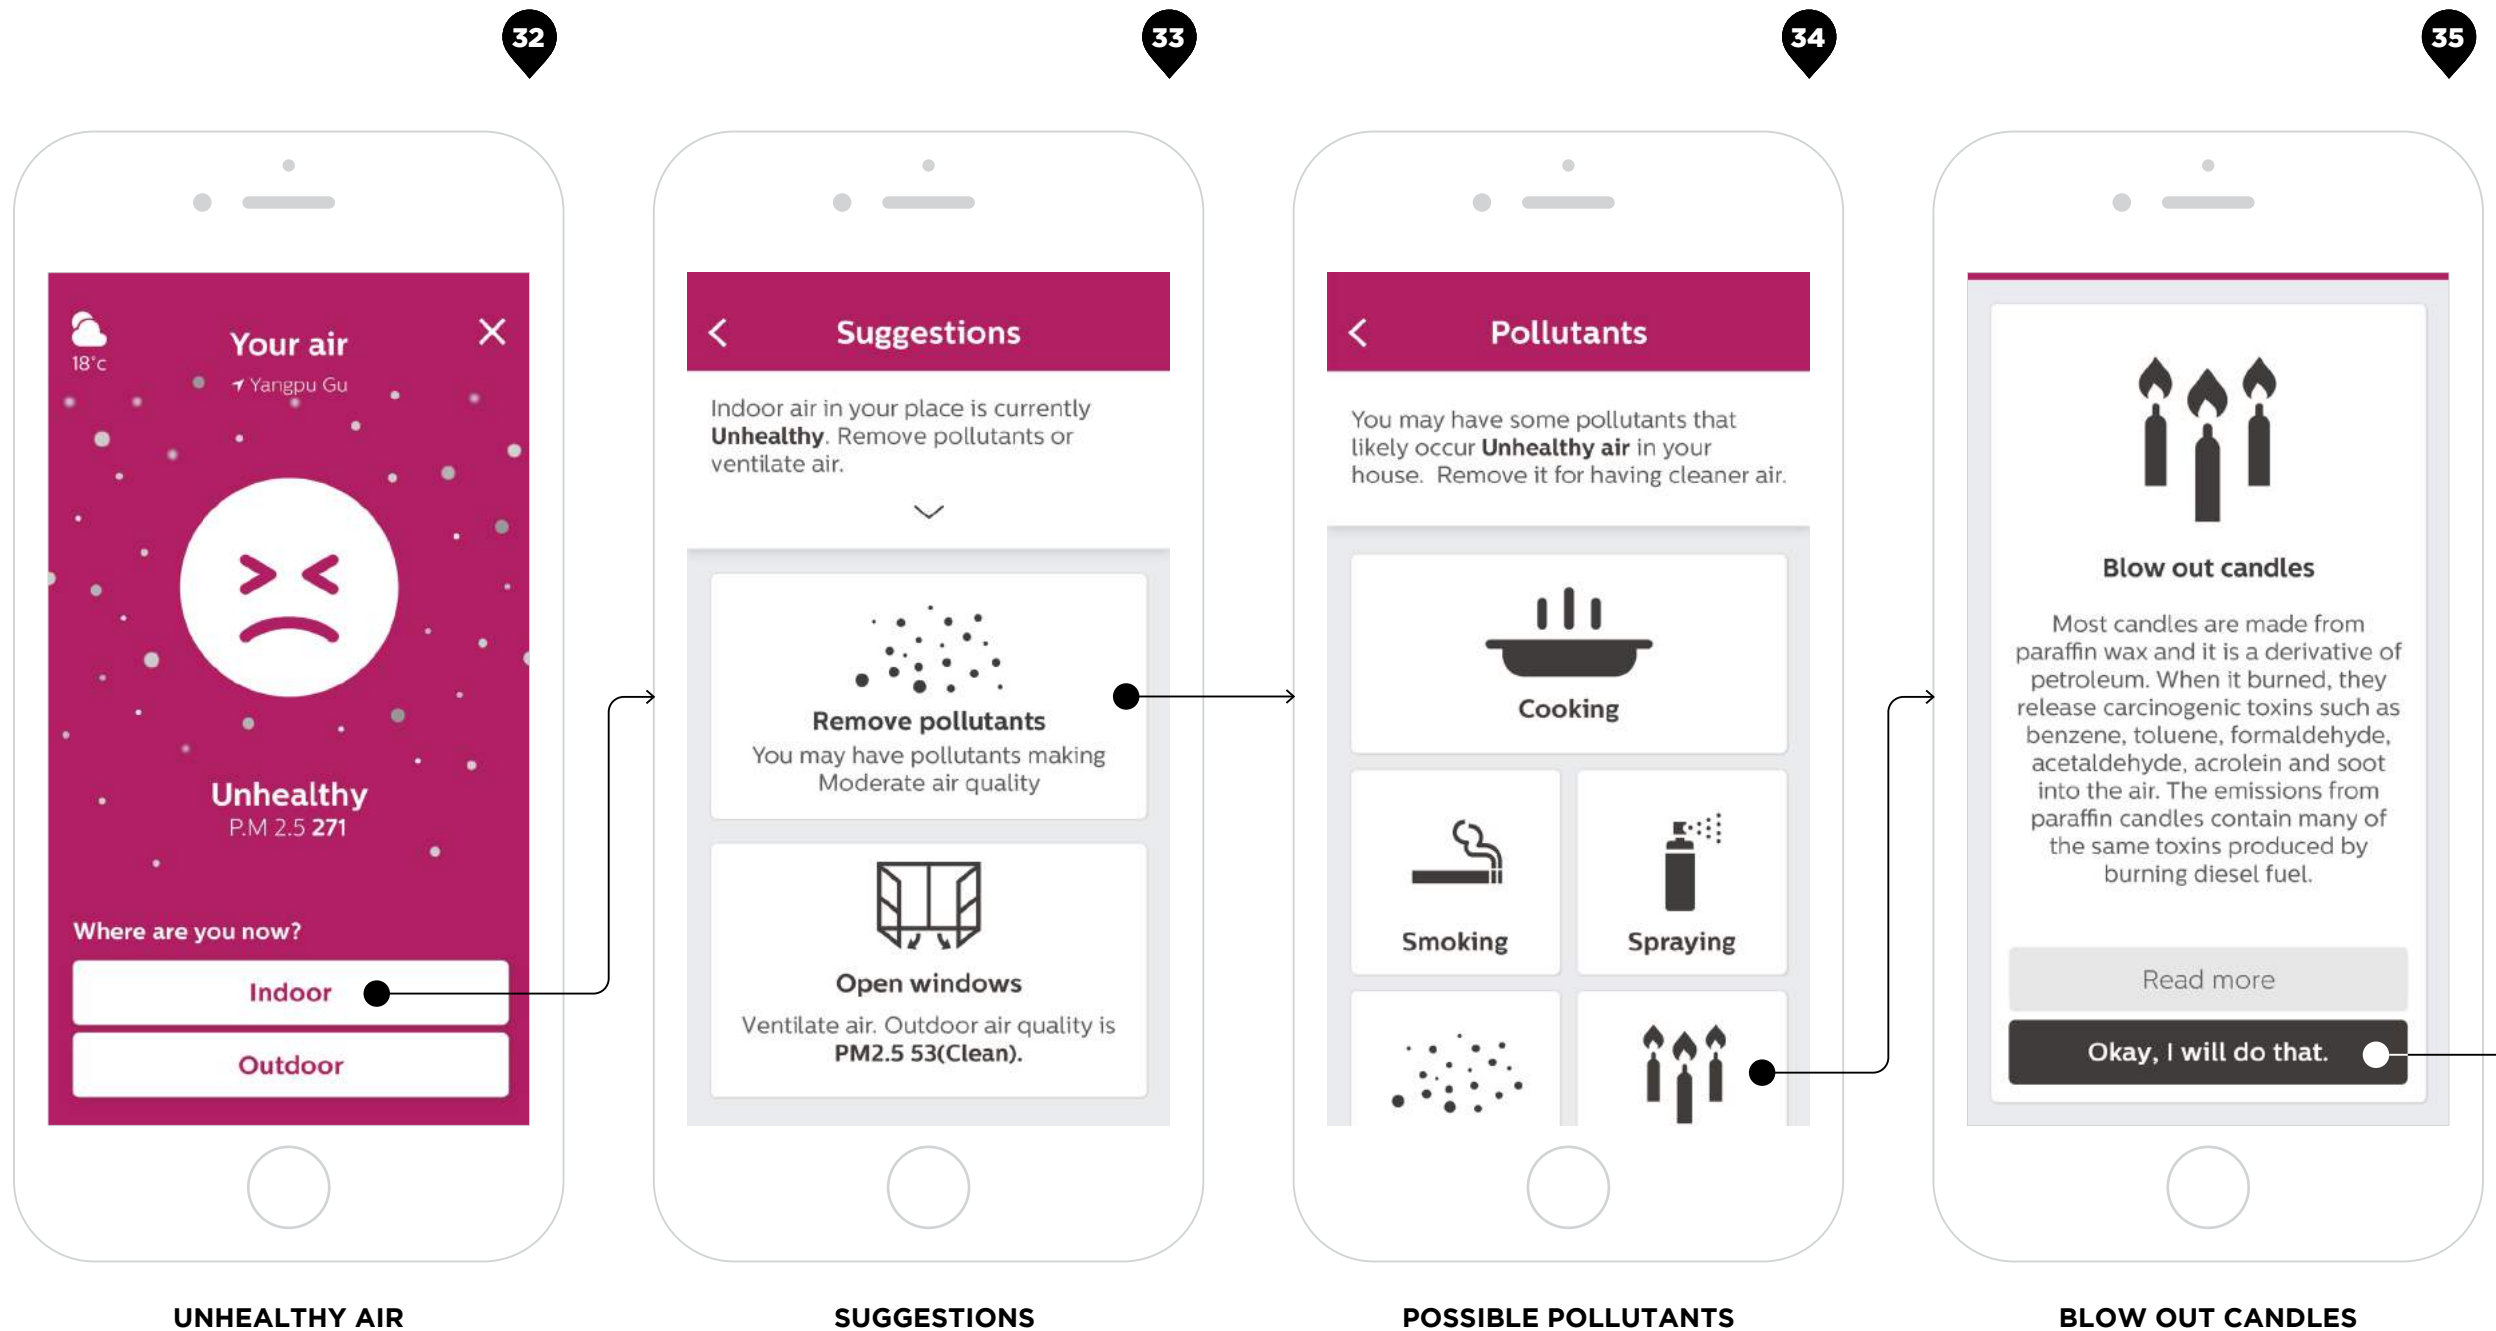 32
33
34
35
18°c
Your air
Yangpu Gu
Unhealthy
P.M 2.5 271
Where are you now?
Indoor
Outdoor
UNHEALTHY AIR
Suggestions
Indoor air in your place is currently
Unhealthy. Remove pollutants or
ventilate air.
Remove pollutants
You may have pollutants making
Moderate air quality
Open windows
Ventilate air. Outdoor air quality is
PM2.5 53(Clean).
SUGGESTIONS
Pollutants
You may have some pollutants that
likely occur Unhealthy air in your
house. Remove it for having cleaner air.
Cooking
Smoking
Spraying
POSSIBLE POLLUTANTS
Blow out candles
Most candles are made from
paraffin wax and it is a derivative of
petroleum. When it burned, they
release carcinogenic toxins such as
benzene, toluene, formaldehyde,
acetaldehyde, acrolein and soot
into the air. The emissions from
paraffin candles contain many of
the same toxins produced by
burning diesel fuel.
Read more
Okay, I will do that.
BLOW OUT CANDLES